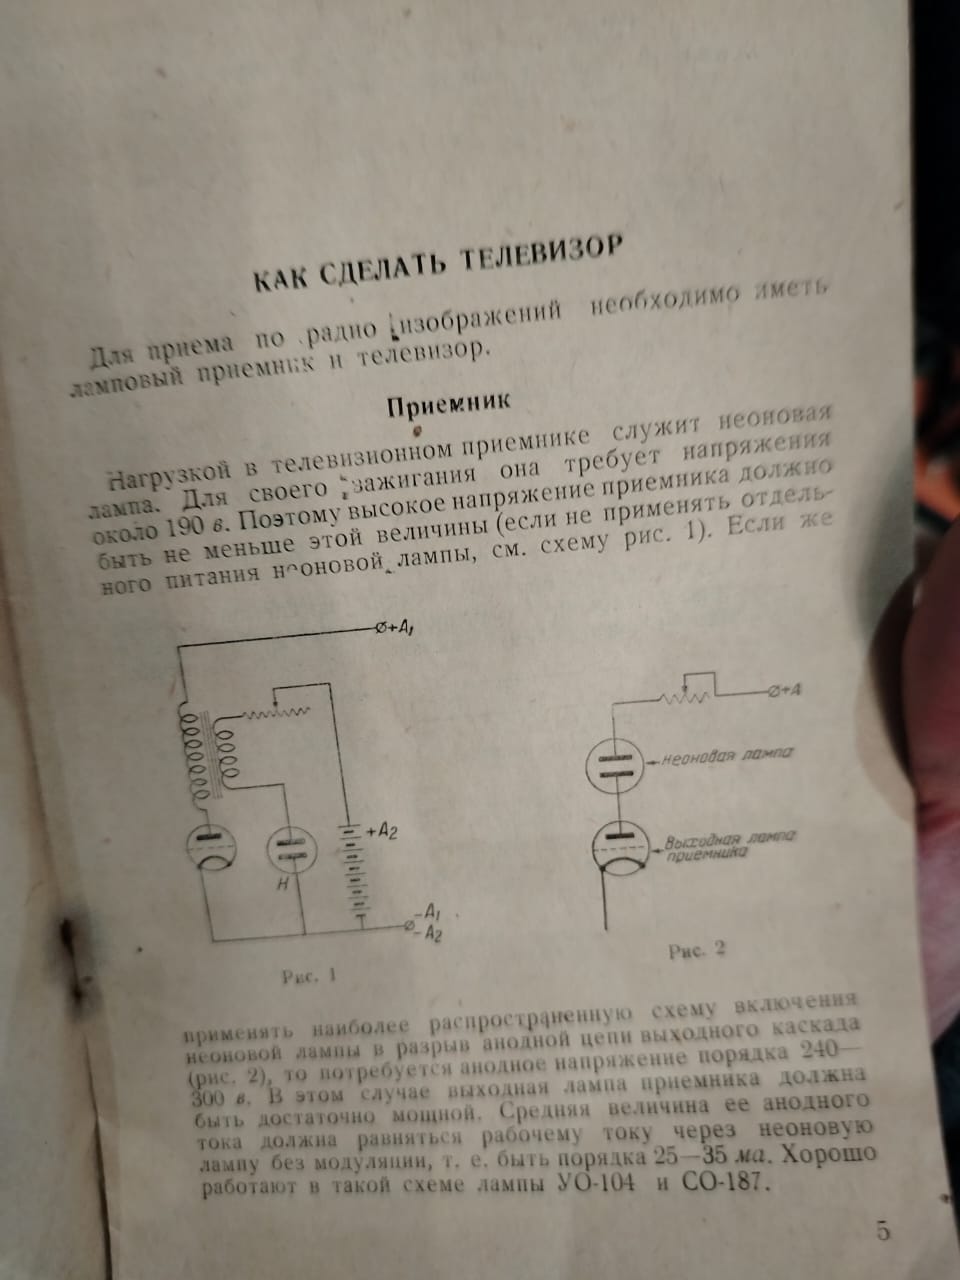 КАК СДЕЛАТЬ ТЕЛЕВИЗОР
Для приема по радио изображений необходимо иметь
ламповый приемник и телевизор.
Приемник
Нагрузкой в телевизионном приемнике служит неоновая
лампа. Для своего зажигания она требует напряжения
около 190 в. Поэтому высокое напряжение приемника должно
быть не меньше этой величины (если не применять отдель-
ного питания неоновой лампы, см. схему рис. 1). Если же
+А₁
+А₂
Н
-А₁
-А₂
Рис. 1
+А
неоновая лампа
Выходная лампа
приемника
Рис. 2
применять наиболее распространенную схему включения
неоновой лампы в разрыв анодной цепи выходного каскада
(рис. 2), то потребуется анодное напряжение порядка 240—
300 в. В этом случае выходная лампа приемника должна
быть достаточно мощной. Средняя величина ее анодного
тока должна равняться рабочему току через неоновую
лампу без модуляции, т. е. быть порядка 25—35 ма. Хорошо
работают в такой схеме лампы УО-104 и СО-187.
5